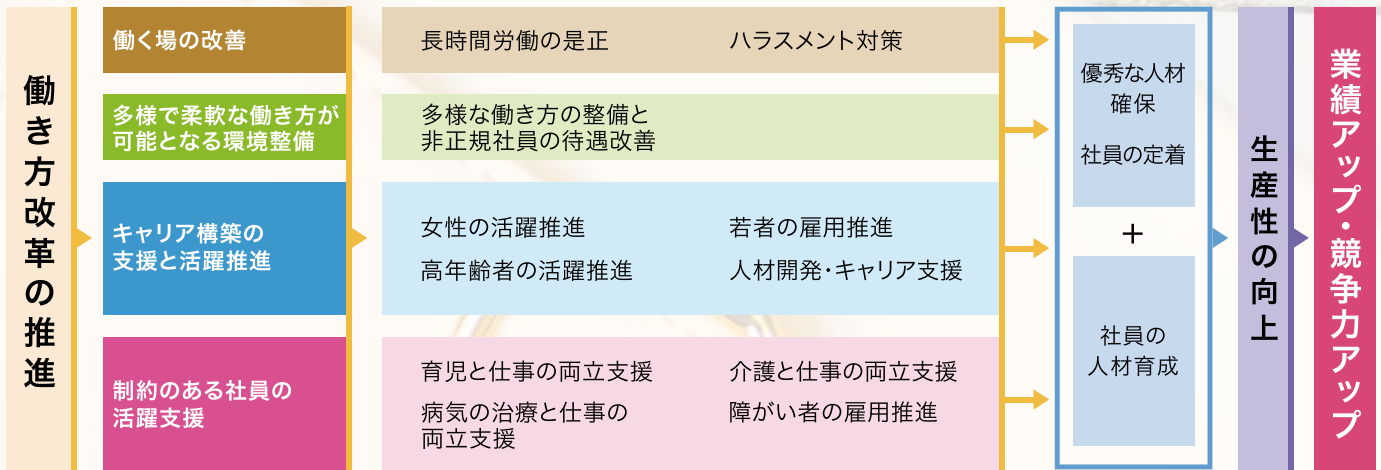 働き方改革の推進
働く場の改善
長時間労働の是正
ハラスメント対策
多様で柔軟な働き方が
可能となる環境整備
多様な働き方の整備と
非正規社員の待遇改善
キャリア構築の
支援と活躍推進
女性の活躍推進
若者の雇用推進
高年齢者の活躍推進
人材開発・キャリア支援
制約のある社員の
活躍支援
育児と仕事の両立支援
介護と仕事の両立支援
病気の治療と仕事の
両立支援
障がい者の雇用推進
優秀な人材
確保
社員の定着
+
社員の
人材育成
生産性の向上
業績アップ・競争力アップ